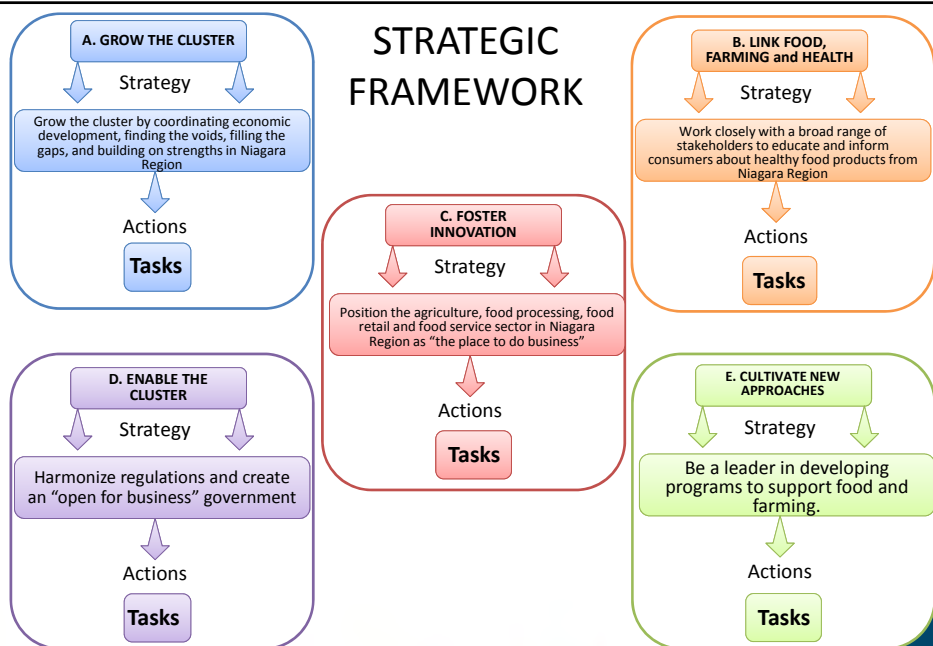 STRATEGIC
FRAMEWORK
A. GROW THE CLUSTER
Strategy
Grow the cluster by coordinating economic
development, finding the voids, filling the
gaps, and building on strengths in Niagara
Region
Actions
Tasks
B. LINK FOOD,
FARMING and HEALTH
Strategy
Work closely with a broad range of
stakeholders to educate and inform
consumers about healthy food products from
Niagara Region
Actions
Tasks
C. FOSTER
INNOVATION
Strategy
Position the agriculture, food processing, food
retail and food service sector in Niagara
Region as “the place to do business”
Actions
Tasks
D. ENABLE THE
CLUSTER
Strategy
Harmonize regulations and create
an “open for business” government
Actions
Tasks
E. CULTIVATE NEW
APPROACHES
Strategy
Be a leader in developing
programs to support food and
farming.
Actions
Tasks